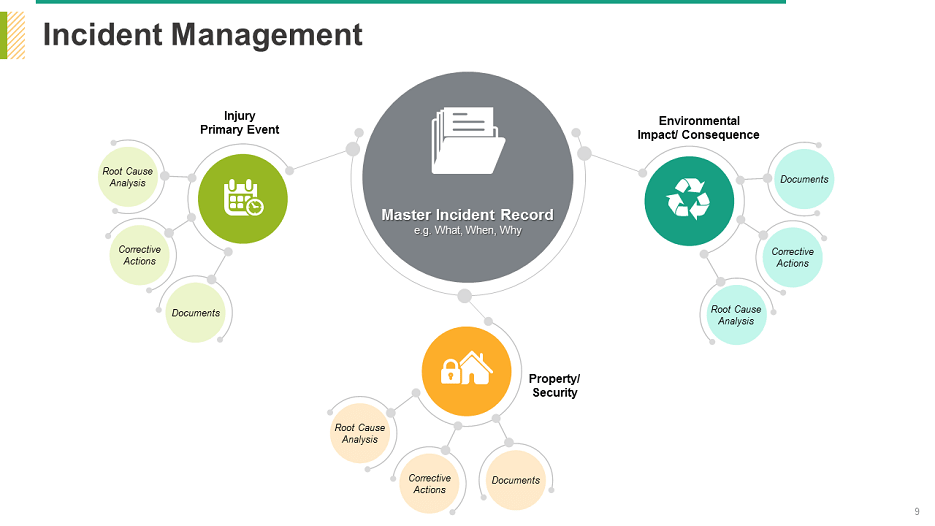 Incident Management
Injury
Primary Event
Root Cause
Analysis
Corrective
Actions
Documents
Master Incident Record
e.g. What, When, Why
Environmental
Impact/ Consequence
Documents
Corrective
Actions
Root Cause
Analysis
Property/
Security
Root Cause
Analysis
Corrective
Actions
Documents
9